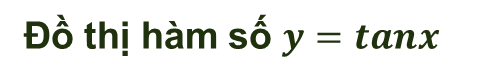 Đồ thị hàm số y = tanx